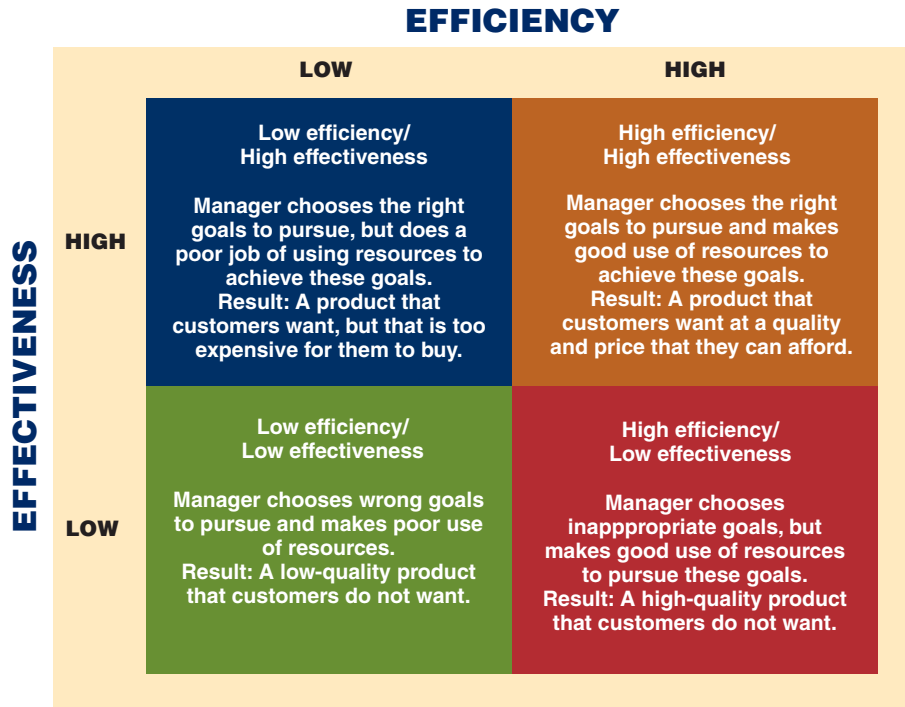 EFFICIENCY
LOW
HIGH
EFFECTIVENESS
HIGH
Low efficiency/
High effectiveness
Manager chooses the right
goals to pursue, but does a
poor job of using resources to
achieve these goals.
Result: A product that
customers want, but that is too
expensive for them to buy.
High efficiency/
High effectiveness
Manager chooses the right
goals to pursue and makes
good use of resources to
achieve these goals.
Result: A product that
customers want at a quality
and price that they can afford.
LOW
Low efficiency/
Low effectiveness
Manager chooses wrong goals
to pursue and makes poor use
of resources.
Result: A low-quality product
that customers do not want.
High efficiency/
Low effectiveness
Manager chooses
inapppropriate goals, but
makes good use of resources
to pursue these goals.
Result: A high-quality product
that customers do not want.